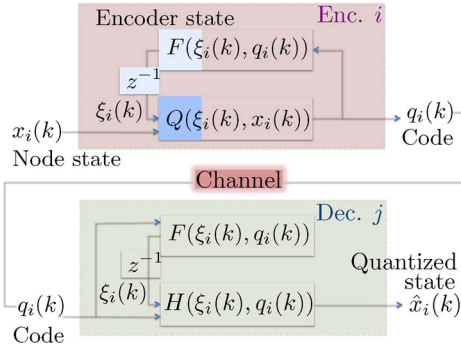 Encoder state
Enc. i
F(ξᵢ(k), qᵢ(k))
z⁻¹
ξᵢ(k)
Q(ξᵢ(k), xᵢ(k))
xᵢ(k)
Node state
qᵢ(k)
Code
Channel
Dec. j
F(ξᵢ(k), qᵢ(k))
z⁻¹
ξᵢ(k)
H(ξᵢ(k), qᵢ(k))
qᵢ(k)
Code
Quantized
state
x̂ᵢ(k)